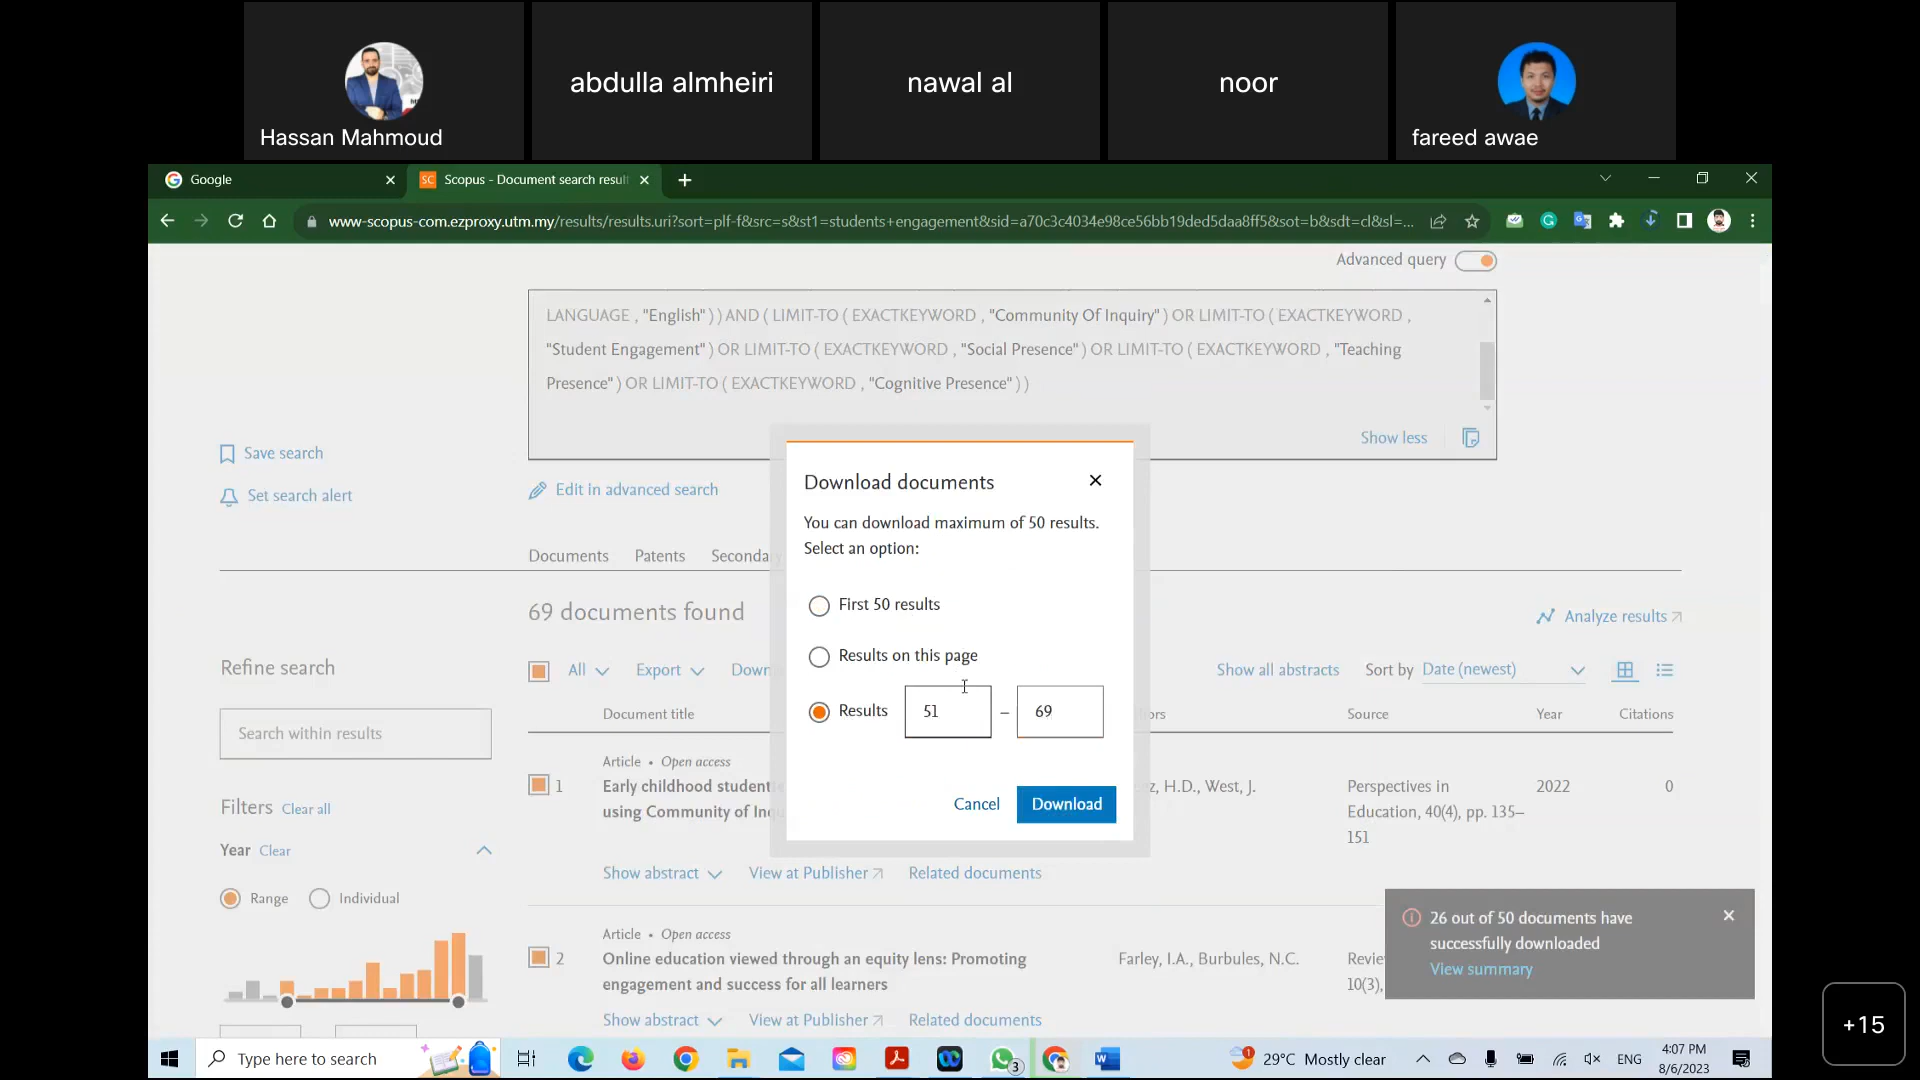 Hassan Mahmoud
abdulla almheiri
nawal al
noor
fareed awae
Google
Scopus - Document search resul
www-scopus-com.ezproxy.utm.my/results/results.uri?sort=plf-f&src=s&st1=students+engagement&sid=a70c3c4034e98ce56bb19ded5daa8ff5&sot=b&sdt=cl&sl=...
Advanced query
LANGUAGE , "English" ) ) AND ( LIMIT-TO ( EXACTKEYWORD , "Community Of Inquiry" ) OR LIMIT-TO ( EXACTKEYWORD ,
"Student Engagement" ) OR LIMIT-TO ( EXACTKEYWORD , "Social Presence" ) OR LIMIT-TO ( EXACTKEYWORD , "Teaching
Presence" ) OR LIMIT-TO ( EXACTKEYWORD , "Cognitive Presence" ) )
Show less
Save search
Set search alert
Edit in advanced search
Documents Patents Secondary
Download documents
You can download maximum of 50 results.
Select an option:
First 50 results
Results on this page
Results 51 – 69
Cancel Download
69 documents found
Analyze results
Refine search
All Export Down
Show all abstracts Sort by Date (newest)
Search within results
Document title Source Year Citations
Filters Clear all
Year Clear
Range Individual
1
Article • Open access
Early childhood students
using Community of Inqu
H.D., West, J.
Perspectives in
Education, 40(4), pp. 135–
151
2022
0
Show abstract View at Publisher Related documents
2
Article • Open access
Online education viewed through an equity lens: Promoting
engagement and success for all learners
Farley, I.A., Burbules, N.C.
Revie
10(3),
Show abstract View at Publisher Related documents
26 out of 50 documents have
successfully downloaded
View summary
+15
Type here to search
3
1
29°C Mostly clear
ENG
4:07 PM
8/6/2023